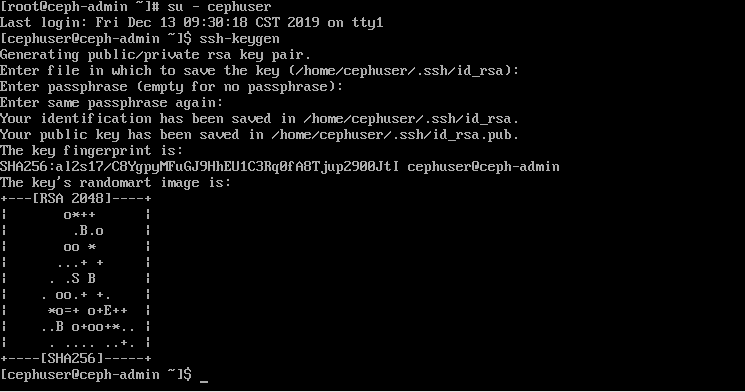 [root@ceph-admin ~]# su - cephuser
Last login: Fri Dec 13 09:30:18 CST 2019 on tty1
[cephuser@ceph-admin ~]$ ssh-keygen
Generating public/private rsa key pair.
Enter file in which to save the key (/home/cephuser/.ssh/id_rsa):
Enter passphrase (empty for no passphrase):
Enter same passphrase again:
Your identification has been saved in /home/cephuser/.ssh/id_rsa.
Your public key has been saved in /home/cephuser/.ssh/id_rsa.pub.
The key fingerprint is:
SHA256:al2s17/C8YgpyMFuGJ9HhEU1C3Rq0fA8Tjup2900JtI cephuser@ceph-admin
The key's randomart image is:
+---[RSA 2048]----+
|       o*++      |
|        .B.o     |
|       oo *      |
|      ...+ +     |
|     . .S B      |
|    . oo.+ +.    |
|     *o=+ o+E++  |
|    ..B o+oo+*.. |
|     . .... ..+. |
+----[SHA256]-----+
[cephuser@ceph-admin ~]$ _